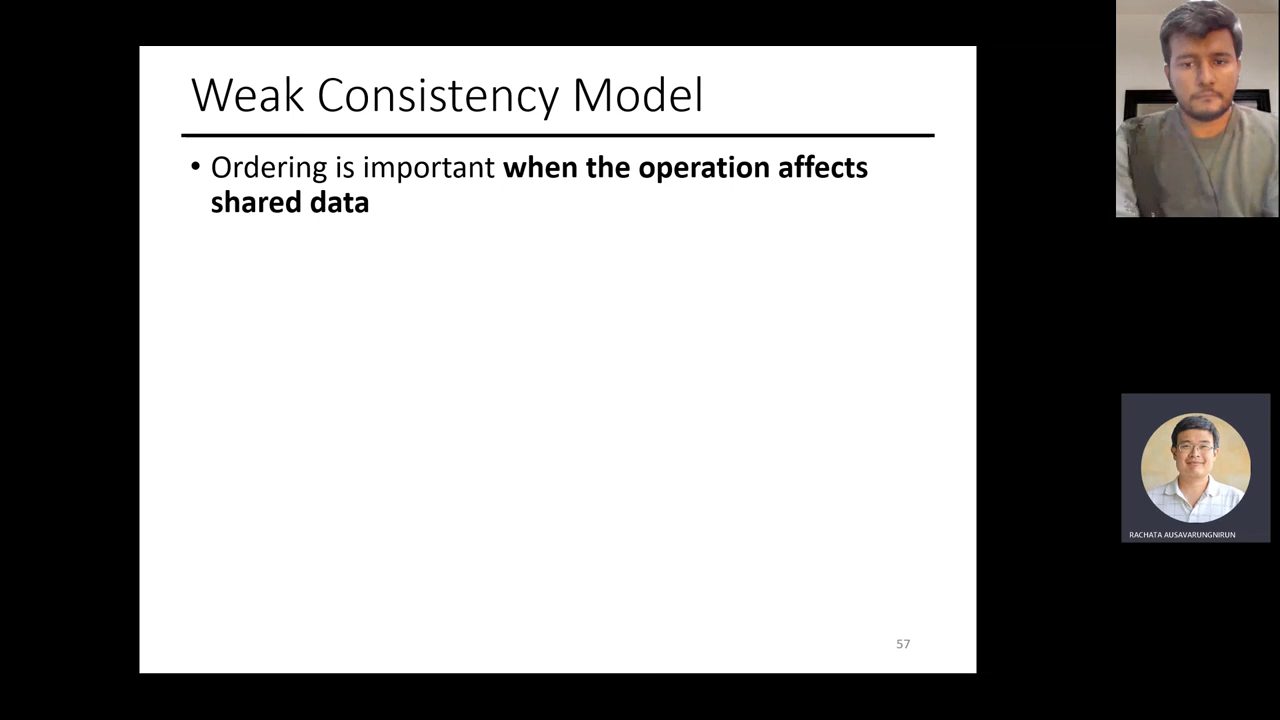 Weak Consistency Model
• Ordering is important when the operation affects
shared data
57
RACHATA AUSAVARUNGNIRUN